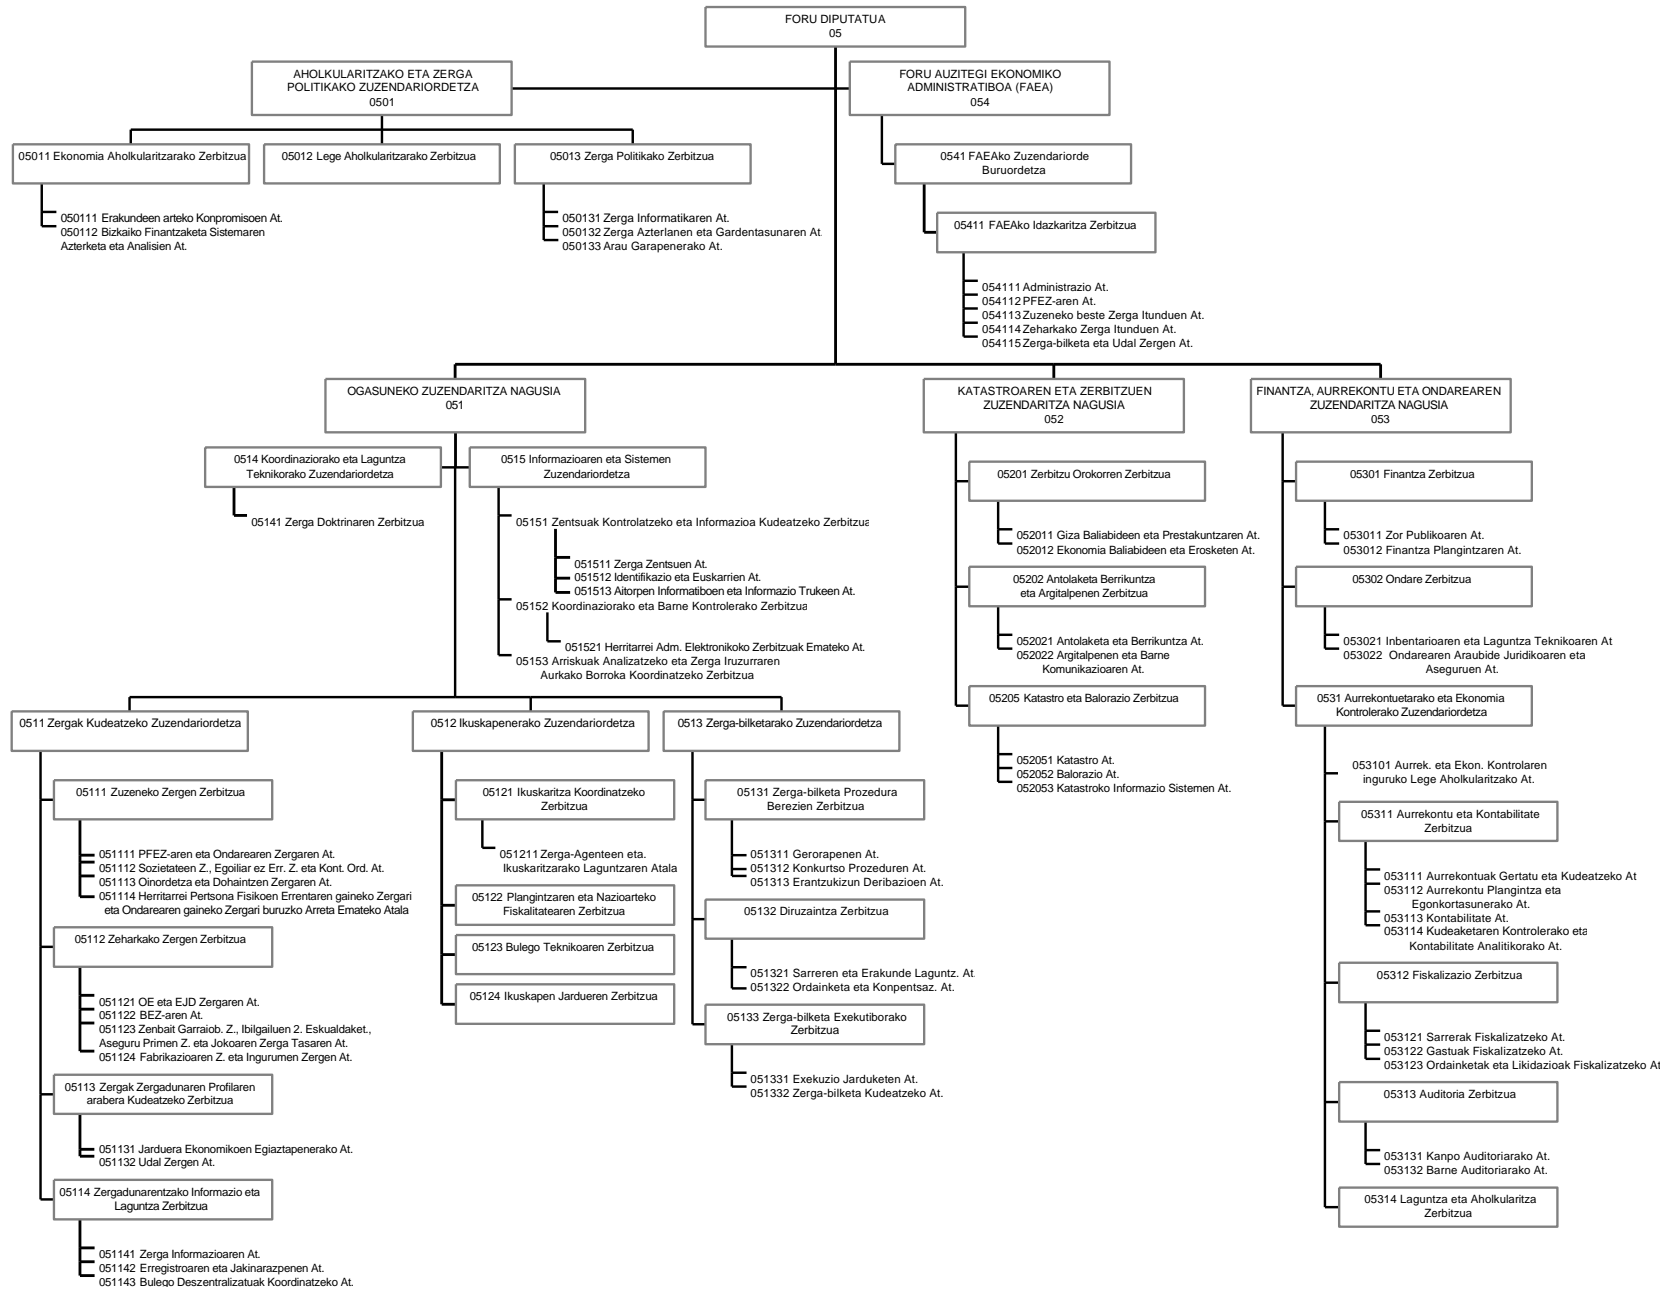 FORU DIPUTATUA
05
AHOLKULARITZAKO ETA ZERGA
POLITIKAKO ZUZENDARIORDETZA
0501
FORU AUZITEGI EKONOMIKO
ADMINISTRATIBOA (FAEA)
054
05011 Ekonomia Aholkularitzarako Zerbitzua
05012 Lege Aholkularitzarako Zerbitzua
05013 Zerga Politikako Zerbitzua
0541 FAEAko Zuzendariorde
Buruordetza
050111 Erakundeen arteko Konpromisoen At.
050112 Bizkaiko Finantzaketa Sistemaren
Azterketa eta Analisien At.
050131 Zerga Informatikaren At.
050132 Zerga Azterlanen eta Gardentasunaren At.
050133 Arau Garapenerako At.
05411 FAEAko Idazkaritza Zerbitzua
054111 Administrazio At.
054112 PFEZ-aren At.
054113 Zuzeneko beste Zerga Itunduen At.
054114 Zeharkako Zerga Itunduen At.
054115 Zerga-bilketa eta Udal Zergen At.
OGASUNEKO ZUZENDARITZA NAGUSIA
051
KATASTROAREN ETA ZERBITZUEN
ZUZENDARITZA NAGUSIA
052
FINANTZA, AURREKONTU ETA ONDAREAREN
ZUZENDARITZA NAGUSIA
053
0514 Koordinaziorako eta Laguntza
Teknikorako Zuzendariordetza
0515 Informazioaren eta Sistemen
Zuzendariordetza
05141 Zerga Doktrinaren Zerbitzua
05151 Zentsuak Kontrolatzeko eta Informazioa Kudeatzeko Zerbitzua
051511 Zerga Zentsuen At.
051512 Identifikazio eta Euskarrien At.
051513 Aitorpen Informatiboen eta Informazio Trukeen At.
05152 Koordinaziorako eta Barne Kontrolerako Zerbitzua
051521 Herritarrei Adm. Elektronikoko Zerbitzuak Emateko At.
05153 Arriskuak Analizatzeko eta Zerga Iruzurraren
Aurkako Borroka Koordinatzeko Zerbitzua
0511 Zergak Kudeatzeko Zuzendariordetza
05111 Zuzeneko Zergen Zerbitzua
051111 PFEZ-aren eta Ondarearen Zergaren At.
051112 Sozietateen Z., Egoiliar ez Err. Z. eta Kont. Ord. At.
051113 Oinordetza eta Dohaintzen Zergaren At.
051114 Herritarrei Pertsona Fisikoen Errentaren gaineko Zergari
eta Ondarearen gaineko Zergari buruzko Arreta Emateko Atala
05112 Zeharkako Zergen Zerbitzua
051121 OE eta EJD Zergaren At.
051122 BEZ-aren At.
051123 Zenbait Garraiob. Z., Ibilgailuen 2. Eskualdaket.,
Aseguru Primen Z. eta Jokoaren Zerga Tasaren At.
051124 Fabrikazioaren Z. eta Ingurumen Zergen At.
05113 Zergak Zergadunaren Profilaren
arabera Kudeatzeko Zerbitzua
051131 Jarduera Ekonomikoen Egiaztapenerako At.
051132 Udal Zergen At.
05114 Zergadunarentzako Informazio eta
Laguntza Zerbitzua
051141 Zerga Informazioaren At.
051142 Erregistroaren eta Jakinarazpenen At.
051143 Bulego Deszentralizatuak Koordinatzeko At.
0512 Ikuskapenerako Zuzendariordetza
05121 Ikuskaritza Koordinatzeko
Zerbitzua
051211 Zerga-Agenteen eta.
Ikuskaritzarako Laguntzaren Atala
05122 Plangintzaren eta Nazioarteko
Fiskalitatearen Zerbitzua
05123 Bulego Teknikoaren Zerbitzua
05124 Ikuskapen Jardueren Zerbitzua
0513 Zerga-bilketarako Zuzendariordetza
05131 Zerga-bilketa Prozedura
Berezien Zerbitzua
051311 Gerorapenen At.
051312 Konkurtso Prozeduren At.
051313 Erantzukizun Deribazioen At.
05132 Diruzaintza Zerbitzua
051321 Sarreren eta Erakunde Laguntz. At
051322 Ordainketa eta Konpentsaz. At.
05133 Zerga-bilketa Exekutiborako
Zerbitzua
051331 Exekuzio Jarduketen At.
051332 Zerga-bilketa Kudeatzeko At.
05201 Zerbitzu Orokorren Zerbitzua
052011 Giza Baliabideen eta Prestakuntzaren At.
052012 Ekonomia Baliabideen eta Erosketen At.
05202 Antolaketa Berrikuntza
eta Argitalpenen Zerbitzua
052021 Antolaketa eta Berrikuntza At.
052022 Argitalpenen eta Barne
Komunikazioaren At.
05205 Katastro eta Balorazio Zerbitzua
052051 Katastro At.
052052 Balorazio At.
052053 Katastroko Informazio Sistemen At.
05301 Finantza Zerbitzua
053011 Zor Publikoaren At.
053012 Finantza Plangintzaren At.
05302 Ondare Zerbitzua
053021 Inbentarioaren eta Laguntza Teknikoaren At
053022 Ondarearen Araubide Juridikoaren eta
Aseguruen At.
0531 Aurrekontuetarako eta Ekonomia
Kontrolerako Zuzendariordetza
053101 Aurrek. eta Ekon. Kontrolaren
inguruko Lege Aholkularitzako At.
05311 Aurrekontu eta Kontabilitate
Zerbitzua
053111 Aurrekontuak Gertatu eta Kudeatzeko At
053112 Aurrekontu Plangintza eta
Egonkortasunerako At.
053113 Kontabilitate At.
053114 Kudeaketaren Kontrolerako eta
Kontabilitate Analitikorako At.
05312 Fiskalizazio Zerbitzua
053121 Sarrerak Fiskalizatzeko At.
053122 Gastuak Fiskalizatzeko At.
053123 Ordainketak eta Likidazioak Fiskalizatzeko At
05313 Auditoria Zerbitzua
053131 Kanpo Auditoriarako At.
053132 Barne Auditoriarako At.
05314 Laguntza eta Aholkularitza
Zerbitzua